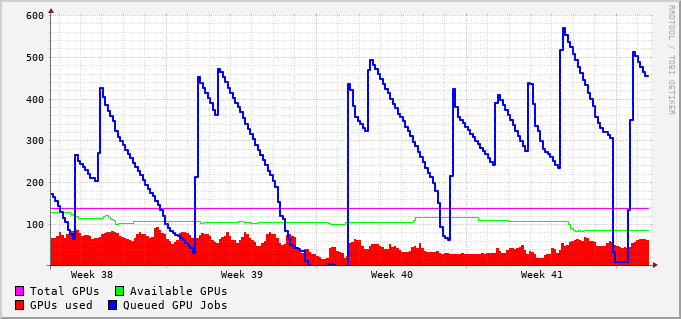 600
500
400
300
200
100
Week 38 Week 39 Week 40 Week 41
Total GPUs Available GPUs
GPUs used Queued GPU Jobs
RRDTOOL / TOBI OETIKER